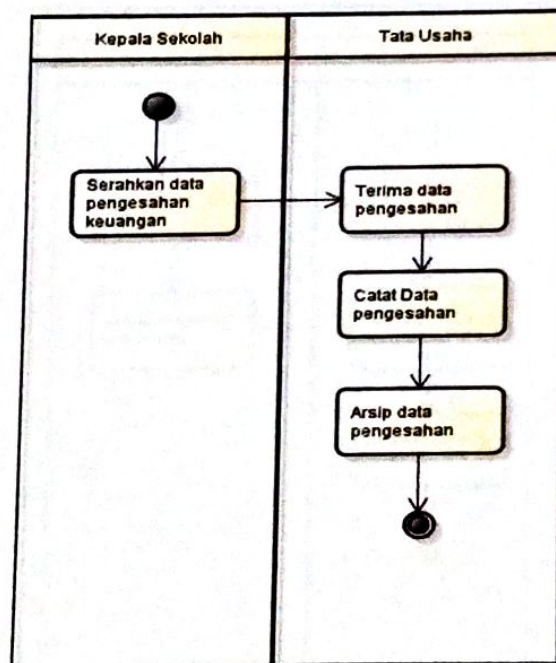 Kepala Sekolah
Tata Usaha
Serahkan data
pengesahan
keuangan
Terima data
pengesahan
Catat Data
pengesahan
Arsip data
pengesahan